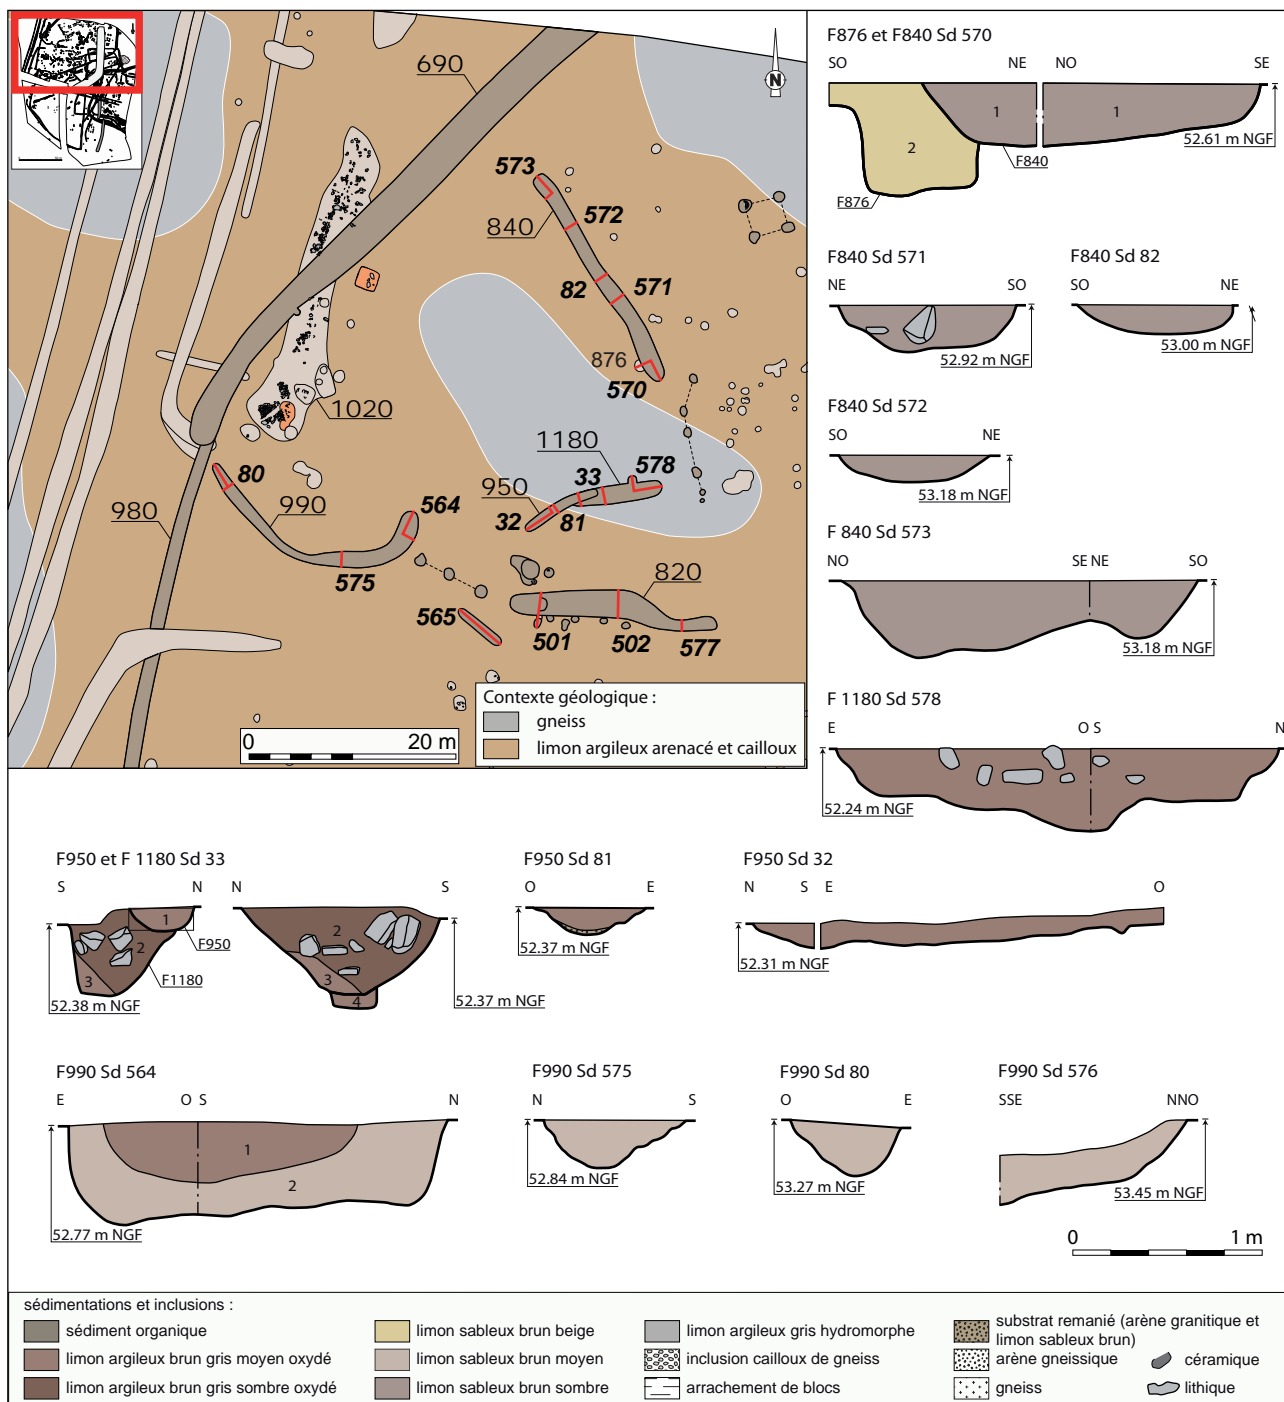 690
573
840
572
82
571
876
570
1020
1180
578
33
950
32
81
80
990
564
980
575
820
565
501
502
577
N
Contexte géologique :
gneiss
limon argileux arenacé et cailloux
0 20 m
F876 et F840 Sd 570
SO NE NO SE
1 1
2
52.61 m NGF
F840
F876
F840 Sd 571
NE SO
52.92 m NGF
F840 Sd 82
SO NE
53.00 m NGF
F840 Sd 572
SO NE
53.18 m NGF
F 840 Sd 573
NO SE NE SO
53.18 m NGF
F 1180 Sd 578
E O S N
52.24 m NGF
F950 et F 1180 Sd 33
S N N S
1
2
3
F950
F1180
52.38 m NGF
2
3
4
52.37 m NGF
F950 Sd 81
O E
52.37 m NGF
F950 Sd 32
N S E O
52.31 m NGF
F990 Sd 564
E O S N
1
2
52.77 m NGF
F990 Sd 575
N S
52.84 m NGF
F990 Sd 80
O E
53.27 m NGF
F990 Sd 576
SSE NNO
53.45 m NGF
0 1 m
sédimentations et inclusions :
sédiment organique
limon argileux brun gris moyen oxydé
limon argileux brun gris sombre oxydé
limon sableux brun beige
limon sableux brun moyen
limon sableux brun sombre
limon argileux gris hydromorphe
inclusion cailloux de gneiss
arrachement de blocs
substrat remanié (arène granitique et
limon sableux brun)
arène gneissique
gneiss
céramique
lithique